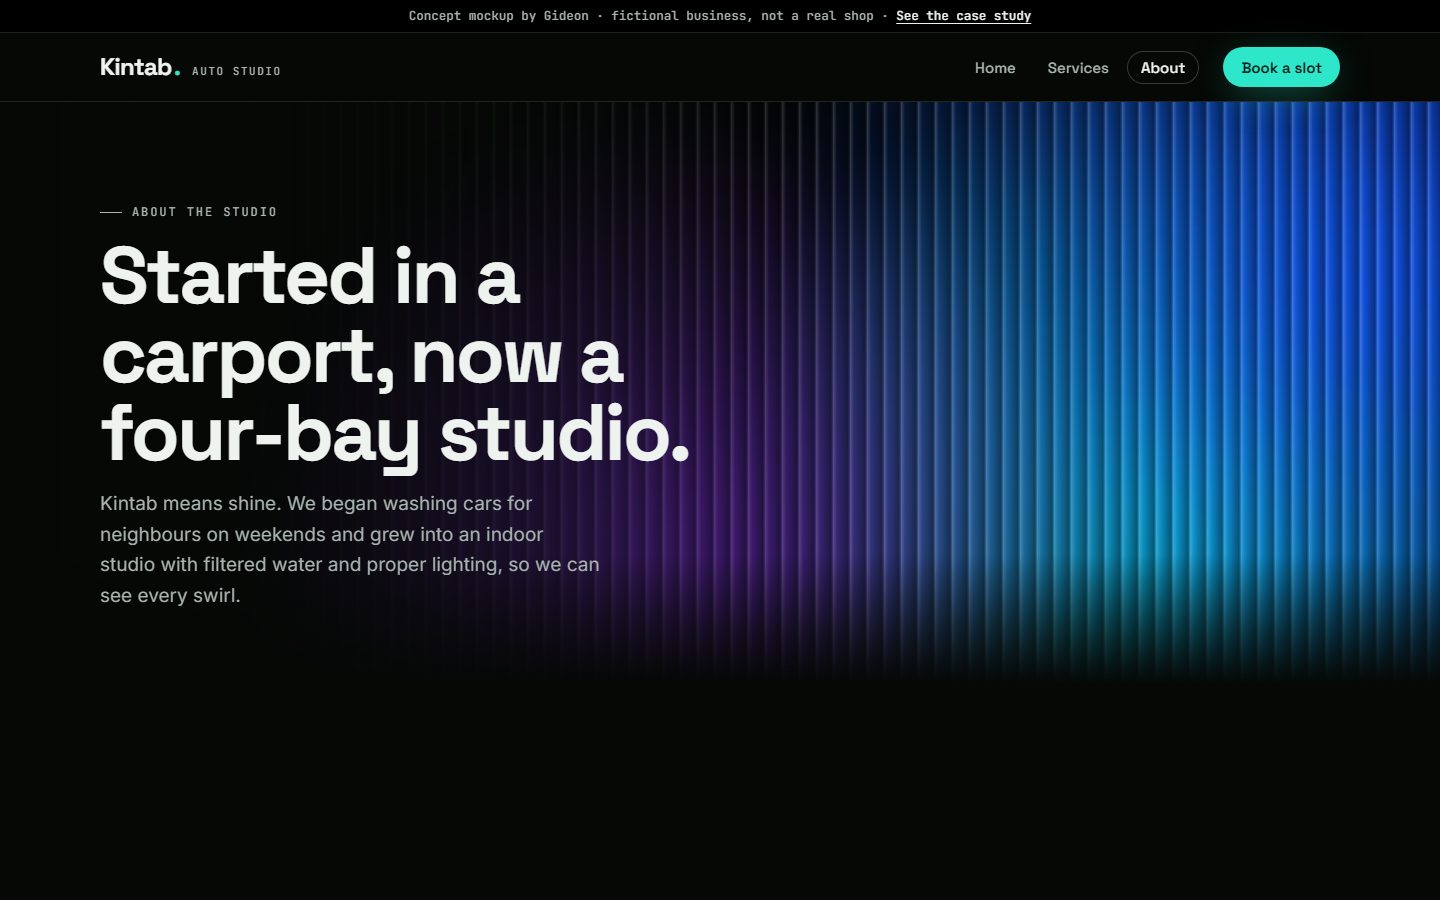 Concept mockup by Gideon · fictional business, not a real shop · See the case study
Kintab. AUTO STUDIO
Home Services About Book a slot
ABOUT THE STUDIO
Started in a
carport, now a
four-bay studio.
Kintab means shine. We began washing cars for
neighbours on weekends and grew into an indoor
studio with filtered water and proper lighting, so we can
see every swirl.